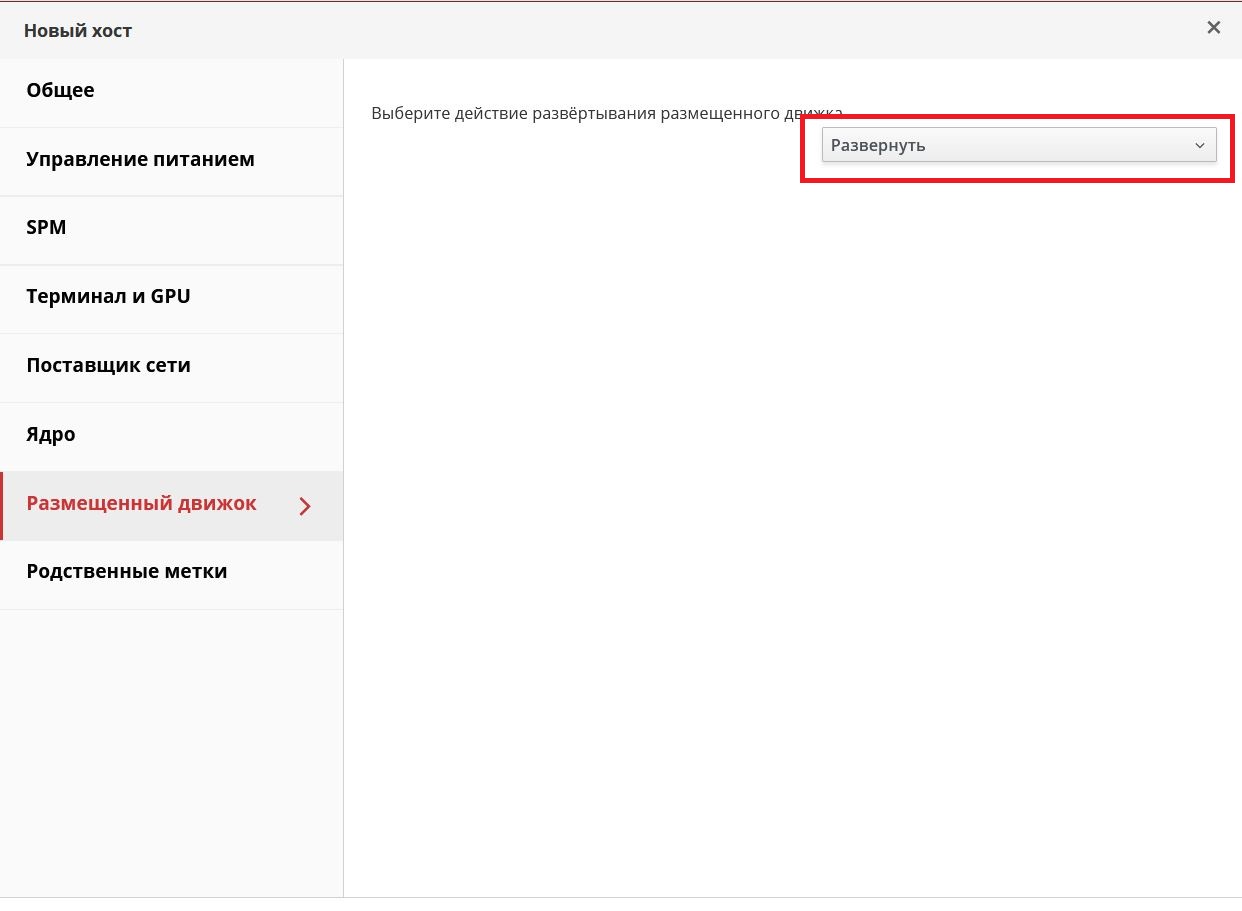 Новый хост
Общее
Управление питанием
SPM
Терминал и GPU
Поставщик сети
Ядро
Размещенный движок
Родственные метки
Выберите действие развёртывания размещенного движка
Развернуть